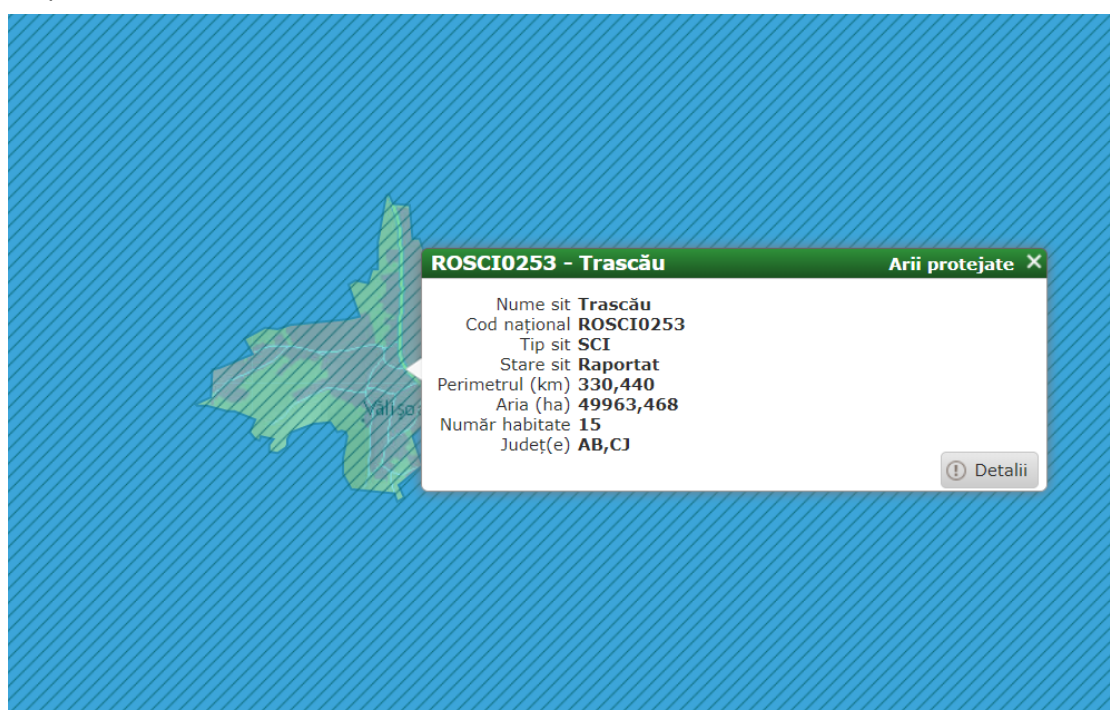 ROSCI0253 - Trascău Arii protejate ×
Nume sit Trascău
Cod național ROSCI0253
Tip sit SCI
Stare sit Raportat
Perimetrul (km) 330,440
Aria (ha) 49963,468
Număr habitate 15
Județ(e) AB,CJ
Detalii